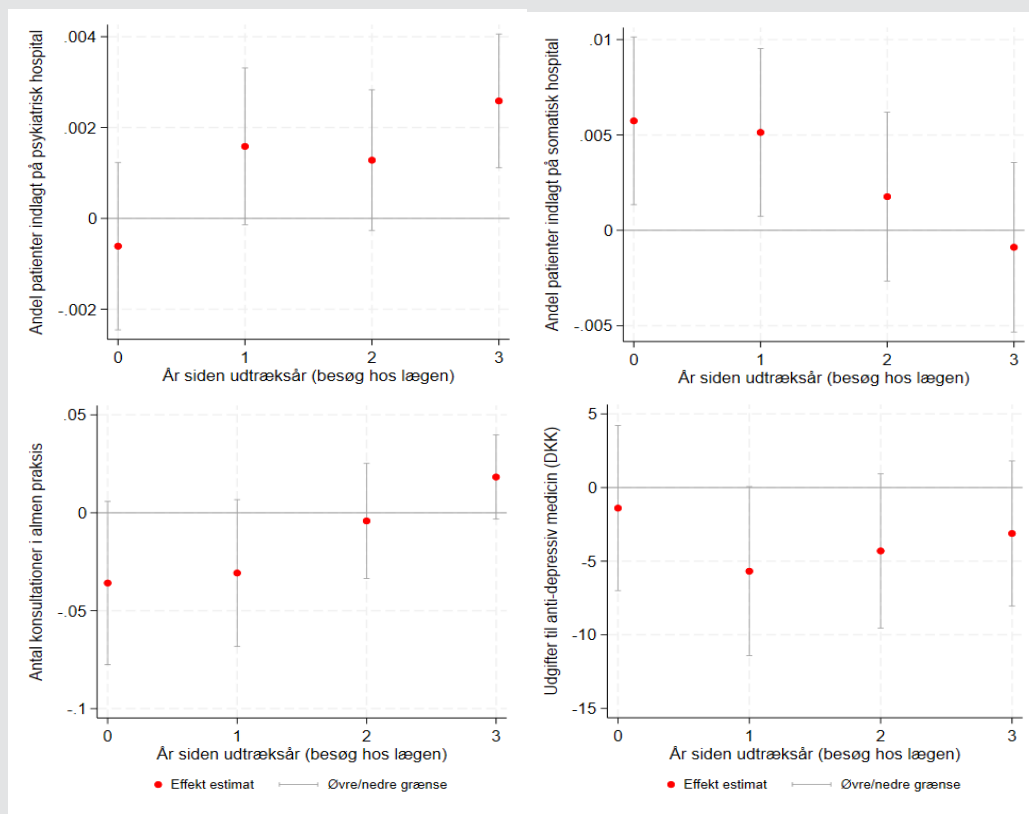 Andel patienter indlagt på psykiatrisk hospital
.004
.002
0
-.002
0 1 2 3
År siden udtræksår (besøg hos lægen)
Andel patienter indlagt på somatisk hospital
.01
.005
0
-.005
0 1 2 3
År siden udtræksår (besøg hos lægen)
Antal konsultationer i almen praksis
.05
0
-.05
-.1
0 1 2 3
År siden udtræksår (besøg hos lægen)
Effekt estimat Øvre/nedre grænse
Udgifter til anti-depressiv medicin (DKK)
5
0
-5
-10
-15
0 1 2 3
År siden udtræksår (besøg hos lægen)
Effekt estimat Øvre/nedre grænse